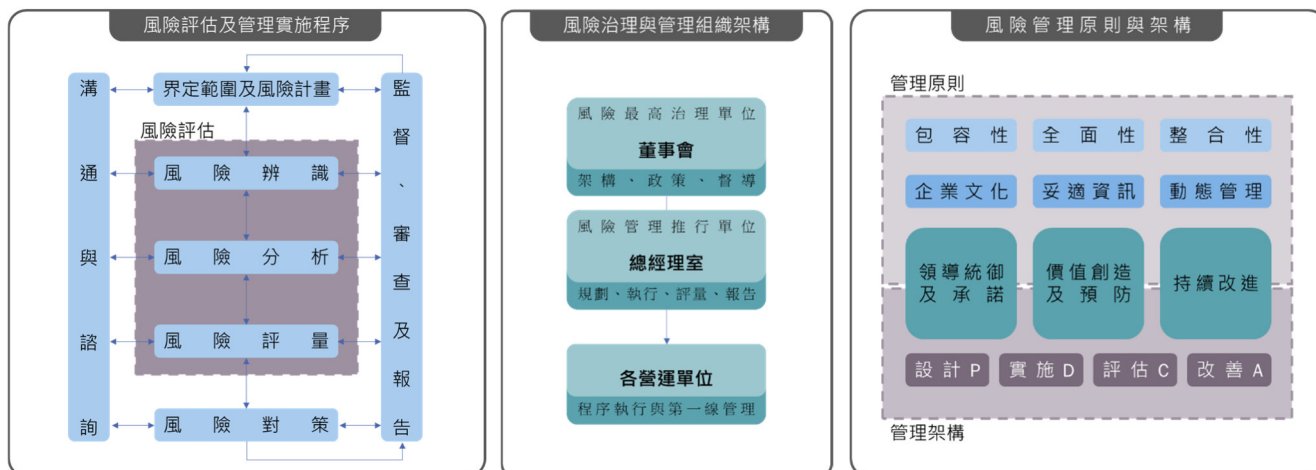 風險評估及管理實施程序
溝通與諮詢
界定範圍及風險計畫
風險評估
風險辨識
風險分析
風險評量
風險對策
監督、審查及報告
風險治理與管理組織架構
風險最高治理單位
董事會
架構、政策、督導
風險管理推行單位
總經理室
規劃、執行、評量、報告
各營運單位
程序執行與第一線管理
風險管理原則與架構
管理原則
包容性
全面性
整合性
企業文化
妥適資訊
動態管理
領導統御
及承諾
價值創造
及預防
持續改進
設計P
實施D
評估C
改善A
管理架構